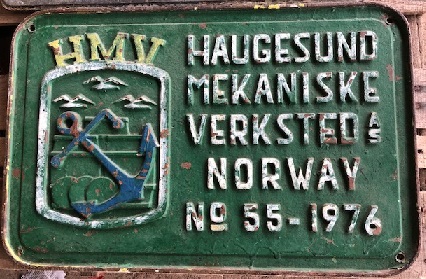 HMV
HAUGESUND
MEKANISKE
VERKSTED A/S
NORWAY
No 55-1976